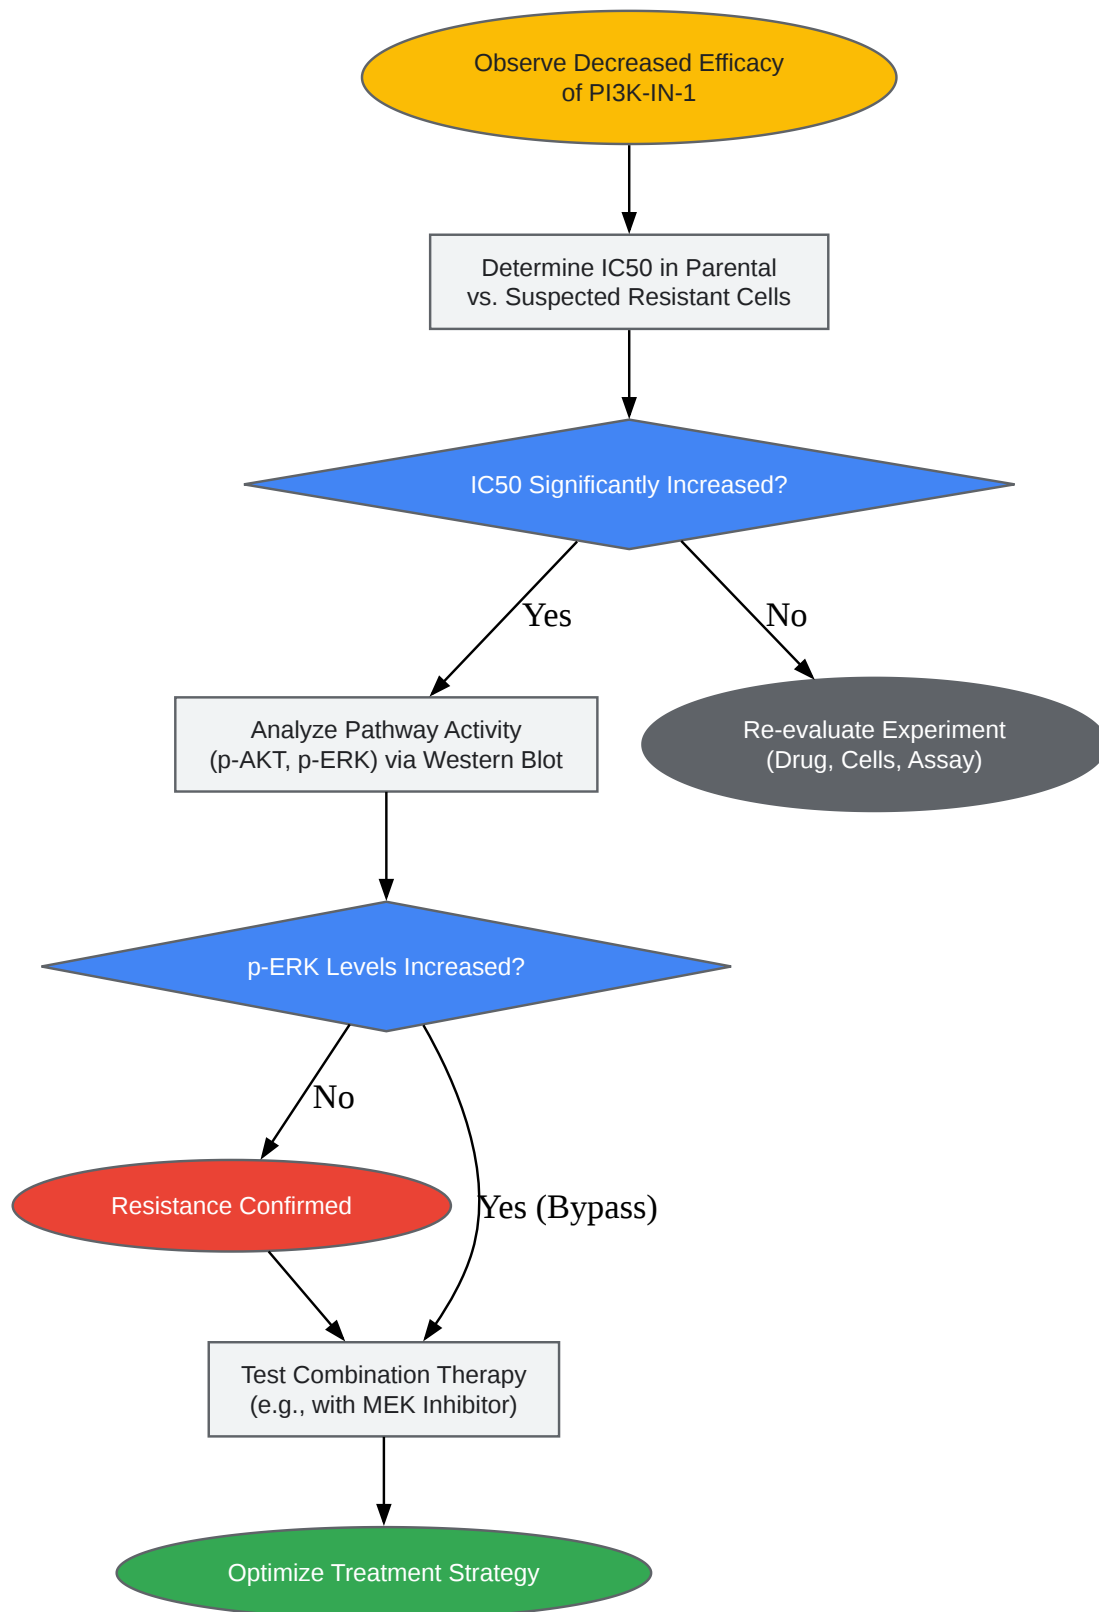 Observe Decreased Efficacy
of PI3K-IN-1
Determine IC50 in Parental
vs. Suspected Resistant Cells
IC50 Significantly Increased?
Yes
No
Analyze Pathway Activity
(p-AKT, p-ERK) via Western Blot
Re-evaluate Experiment
(Drug, Cells, Assay)
p-ERK Levels Increased?
No
Resistance Confirmed
Yes (Bypass)
Test Combination Therapy
(e.g., with MEK Inhibitor)
Optimize Treatment Strategy